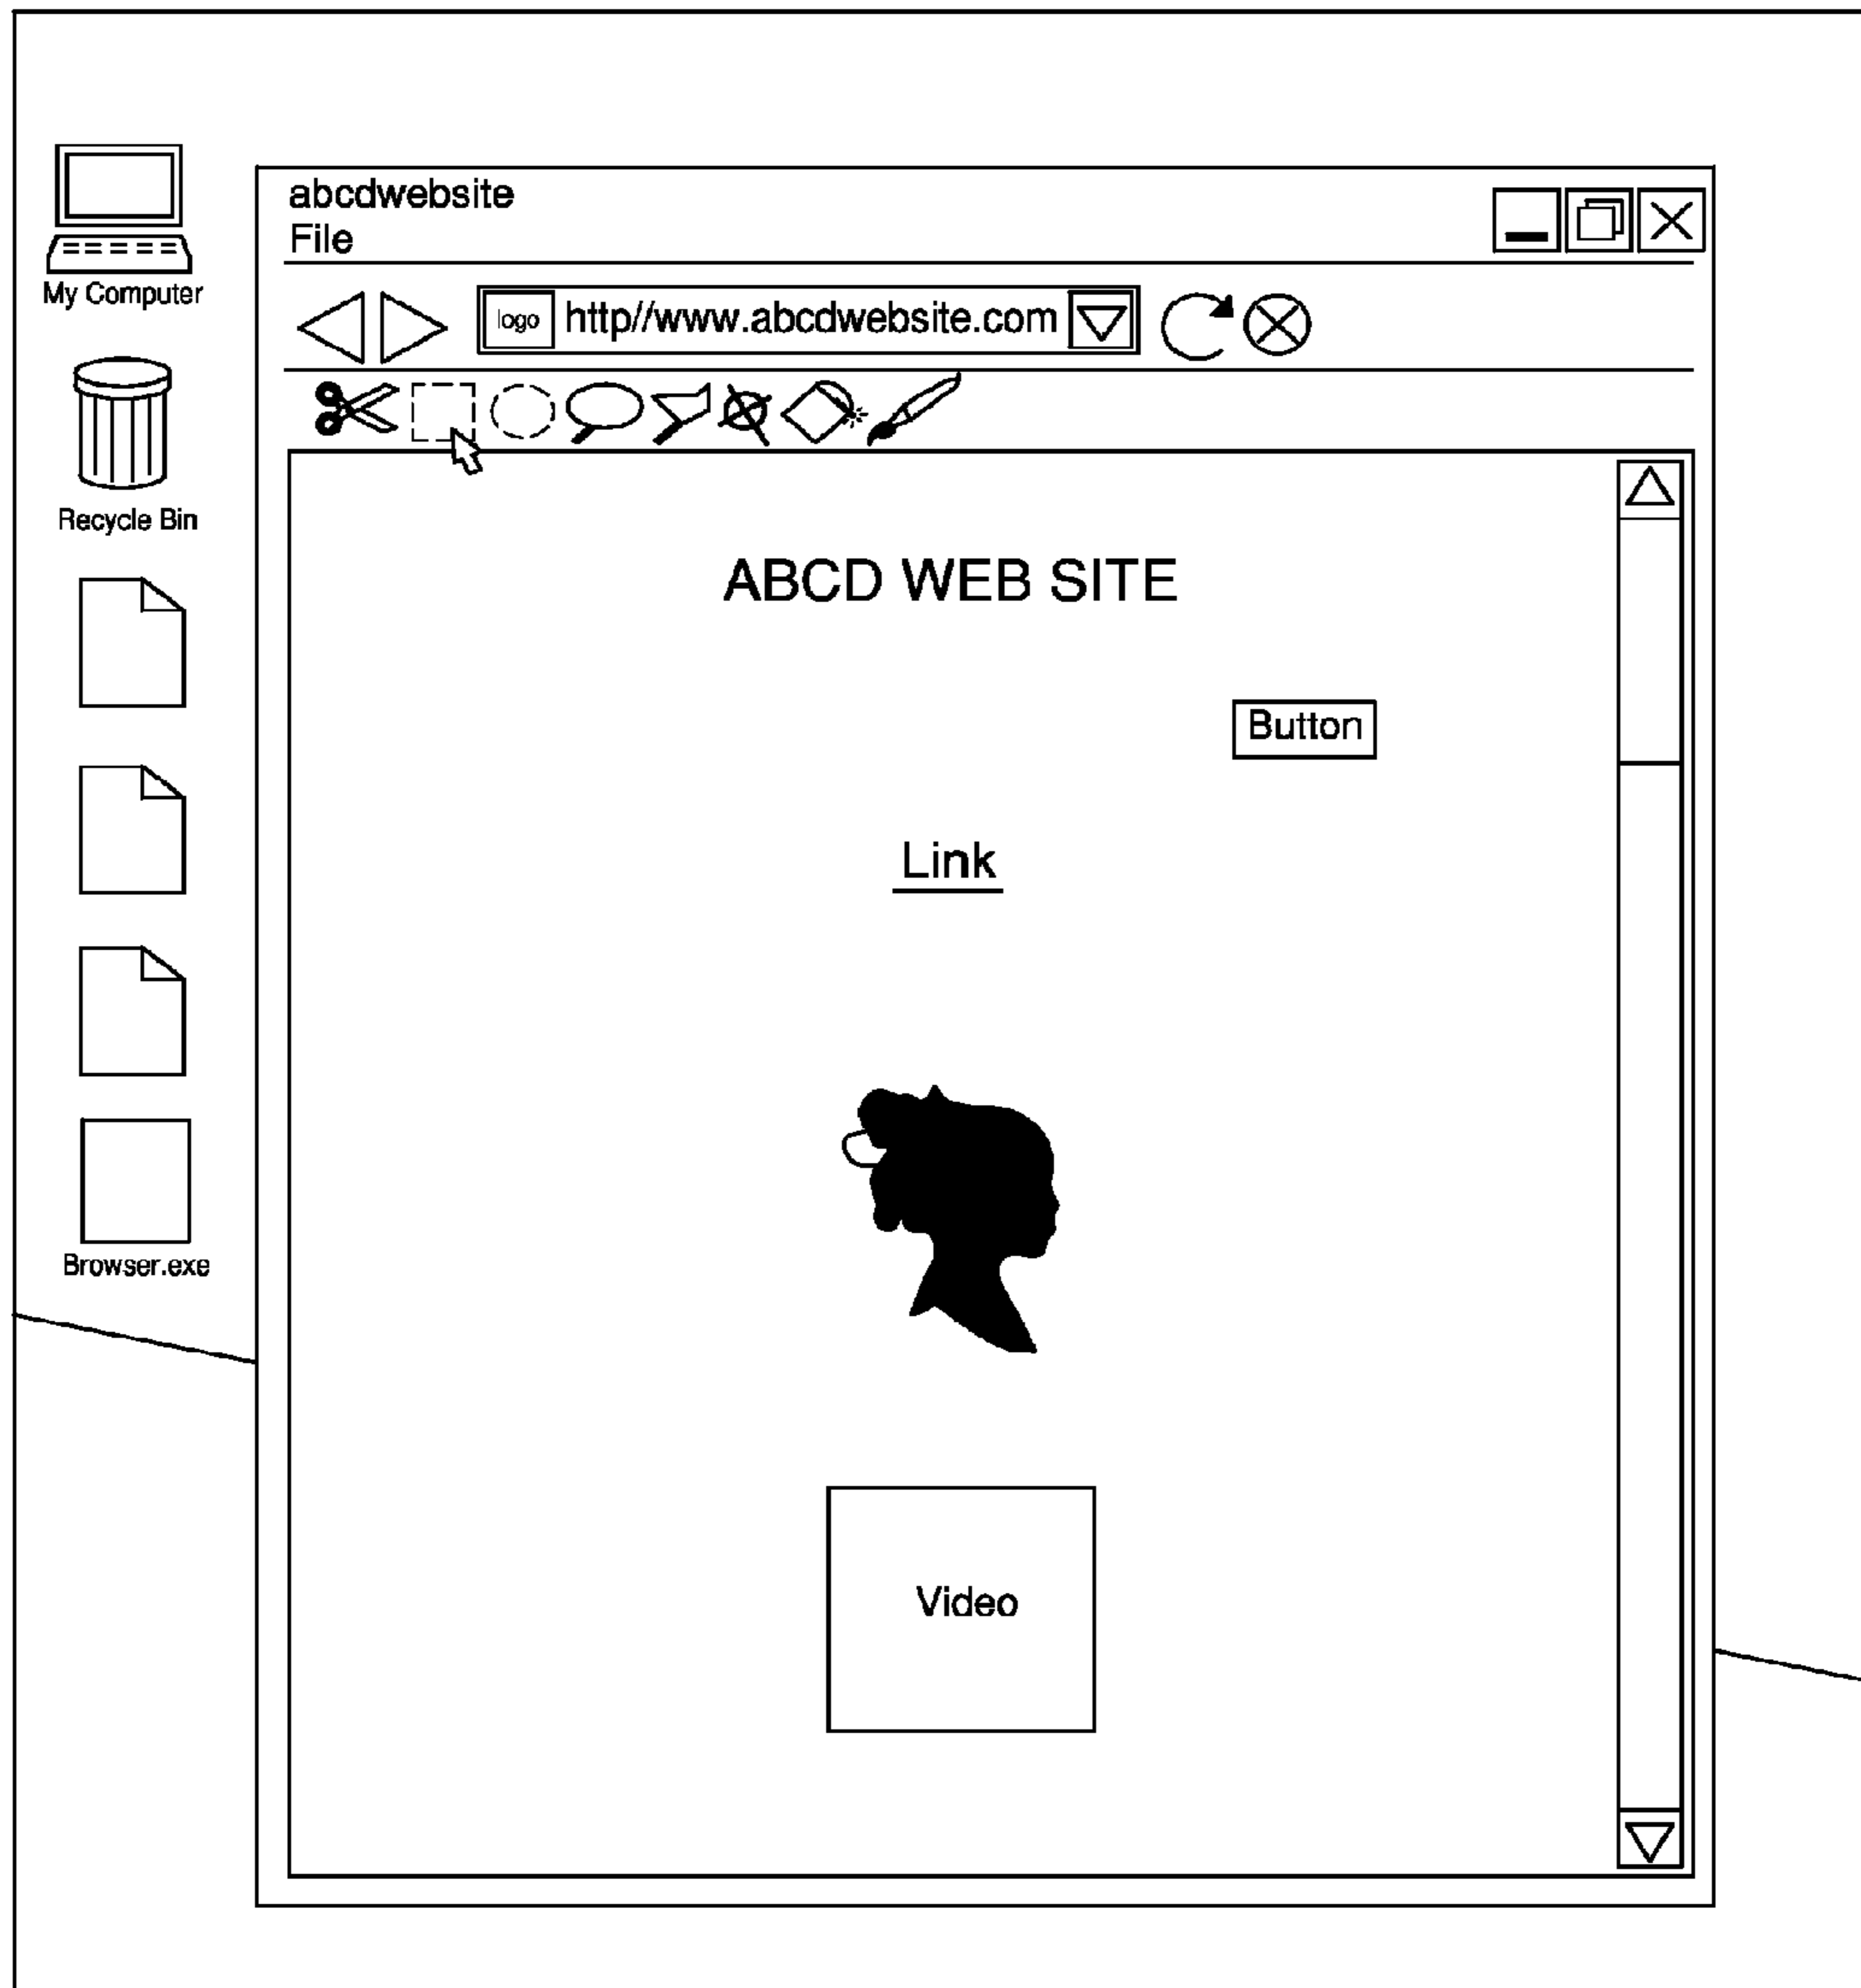 My Computer
Recycle Bin
Browser.exe
abcdwebsite
File
logo http//www.abcdwebsite.com
ABCD WEB SITE
Button
Link
Video